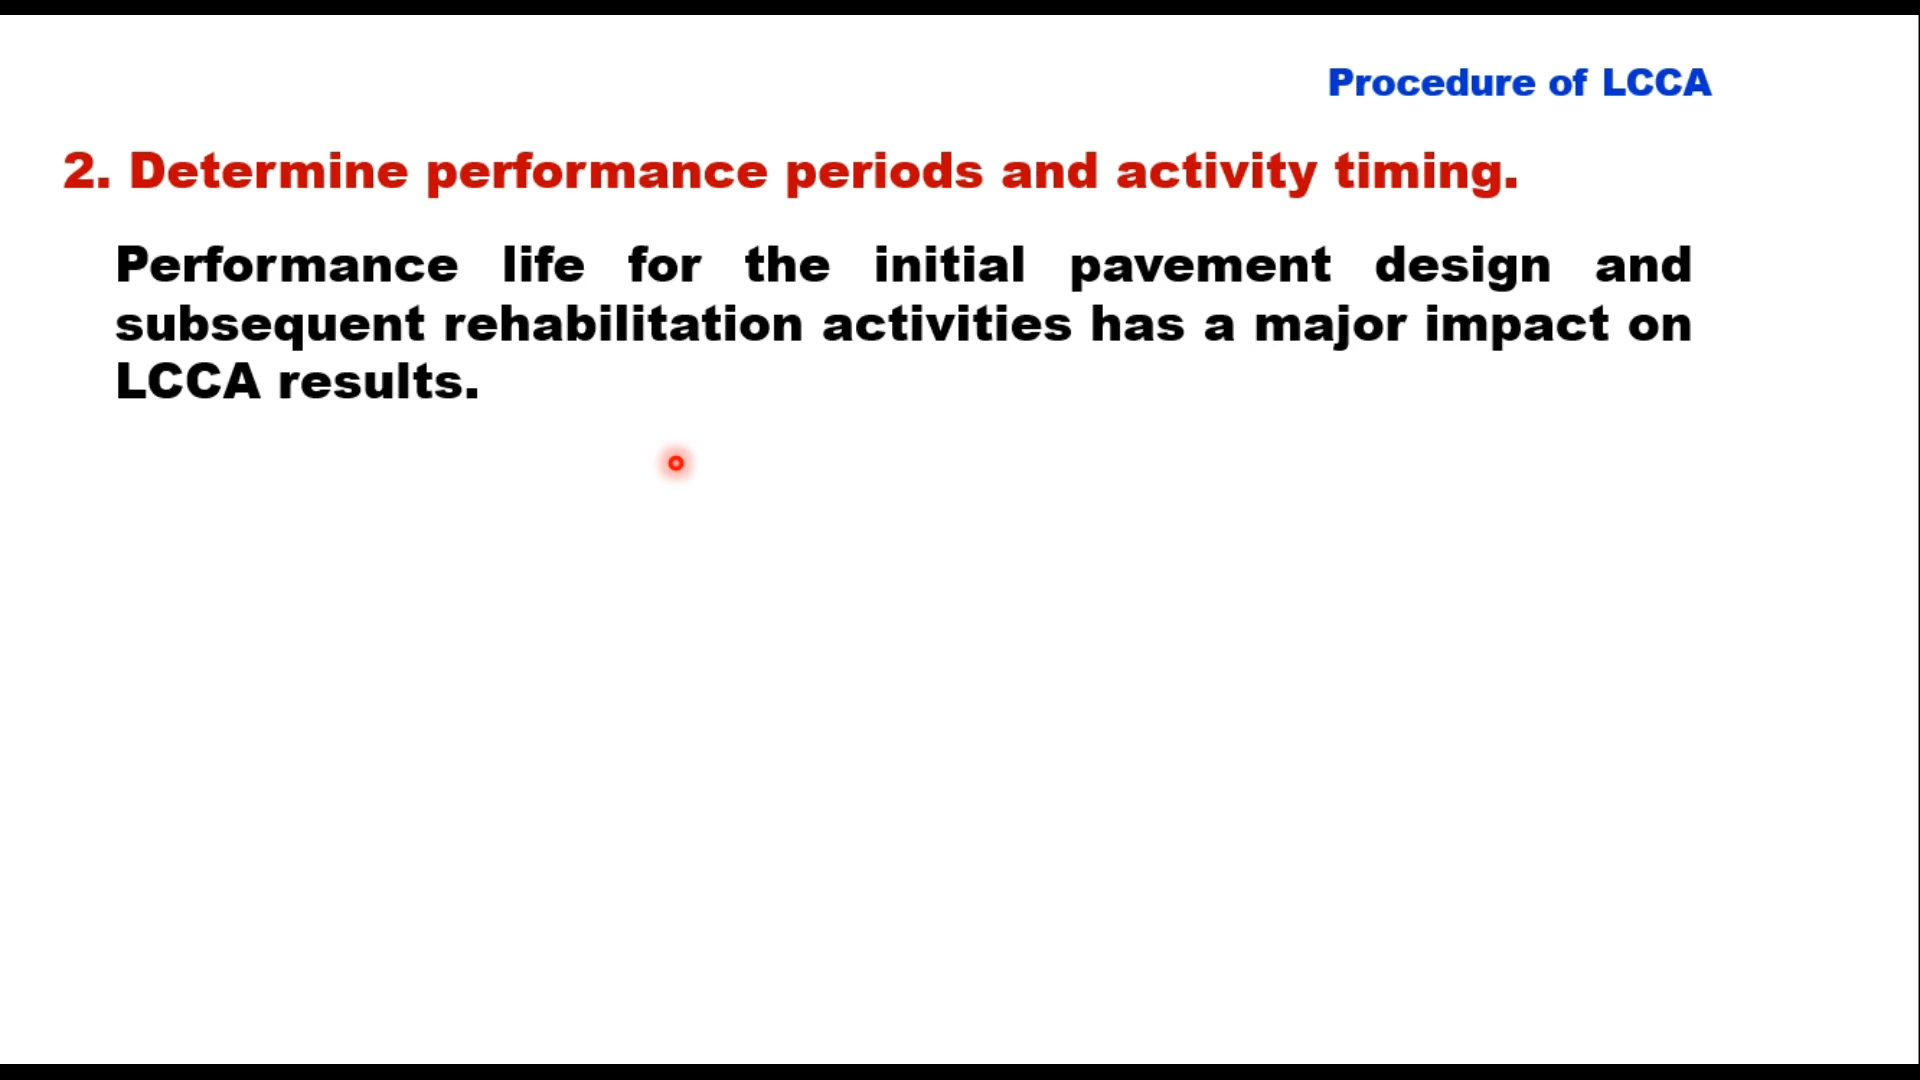 Procedure of LCCA
2. Determine performance periods and activity timing.
Performance life for the initial pavement design and
subsequent rehabilitation activities has a major impact on
LCCA results.